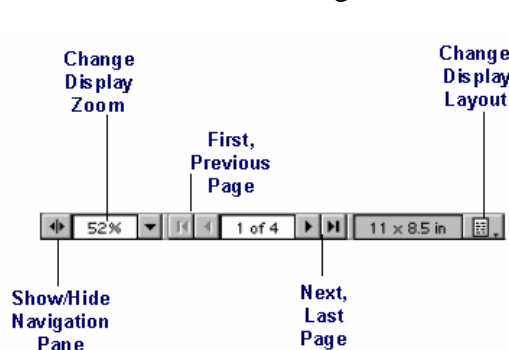 Change
Display
Zoom
Change
Display
Layout
First,
Previous
Page
52%
1 of 4
11 x 8.5 in
Show/Hide
Navigation
Pane
Next,
Last
Page